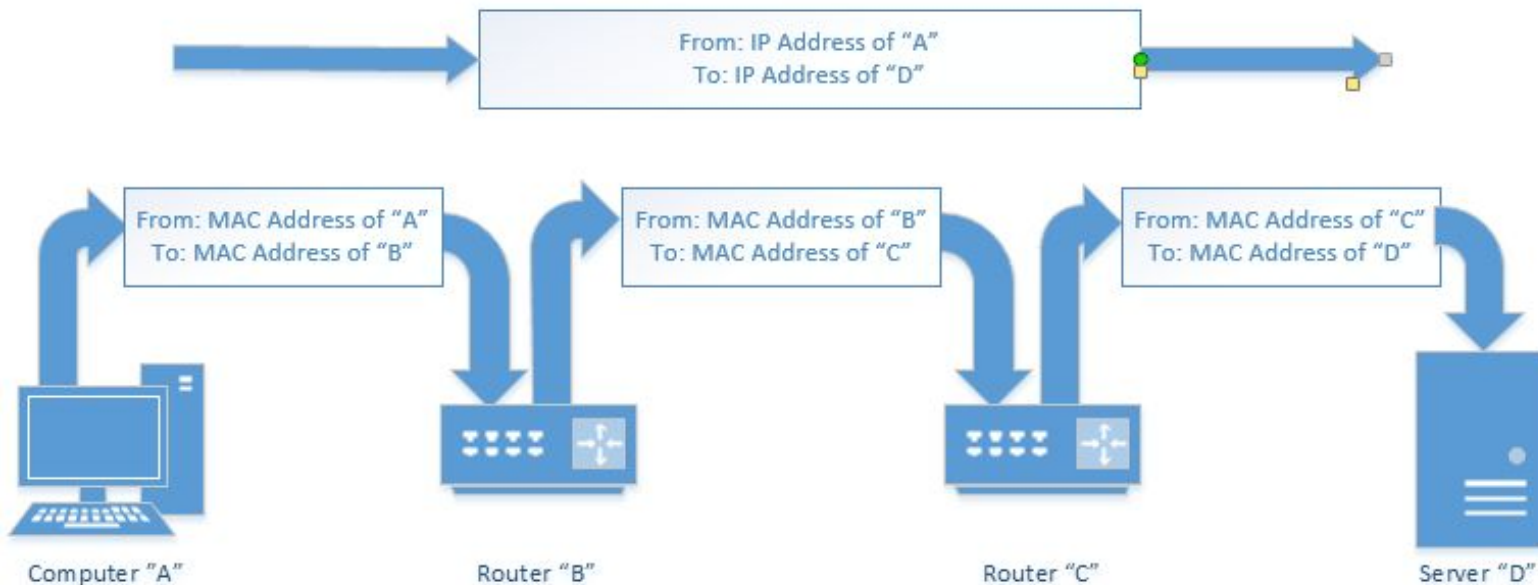 From: IP Address of “A”
To: IP Address of “D”
From: MAC Address of “A”
To: MAC Address of “B”
From: MAC Address of “B”
To: MAC Address of “C”
From: MAC Address of “C”
To: MAC Address of “D”
Computer “A”
Router “B”
Router “C”
Server “D”